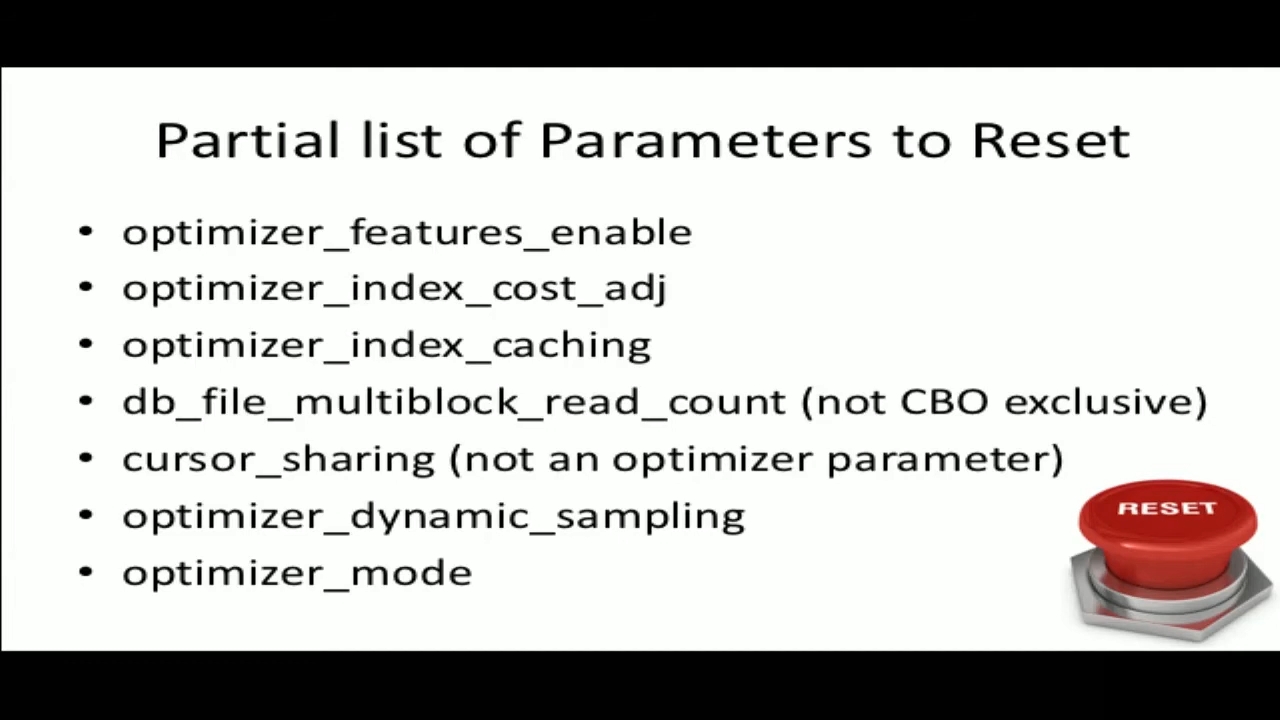 Partial list of Parameters to Reset
• optimizer_features_enable
• optimizer_index_cost_adj
• optimizer_index_caching
• db_file_multiblock_read_count (not CBO exclusive)
• cursor_sharing (not an optimizer parameter)
• optimizer_dynamic_sampling
• optimizer_mode
RESET